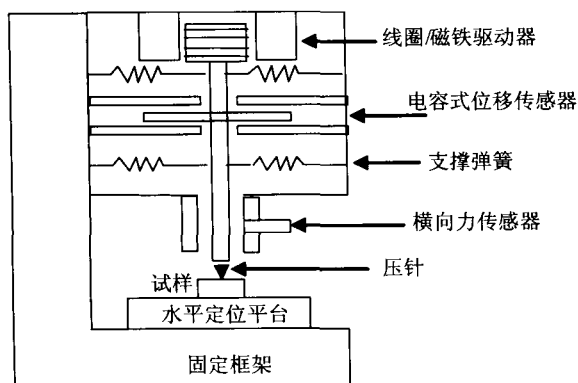 线圈/磁铁驱动器
电容式位移传感器
支撑弹簧
横向力传感器
压针
试样
水平定位平台
固定框架